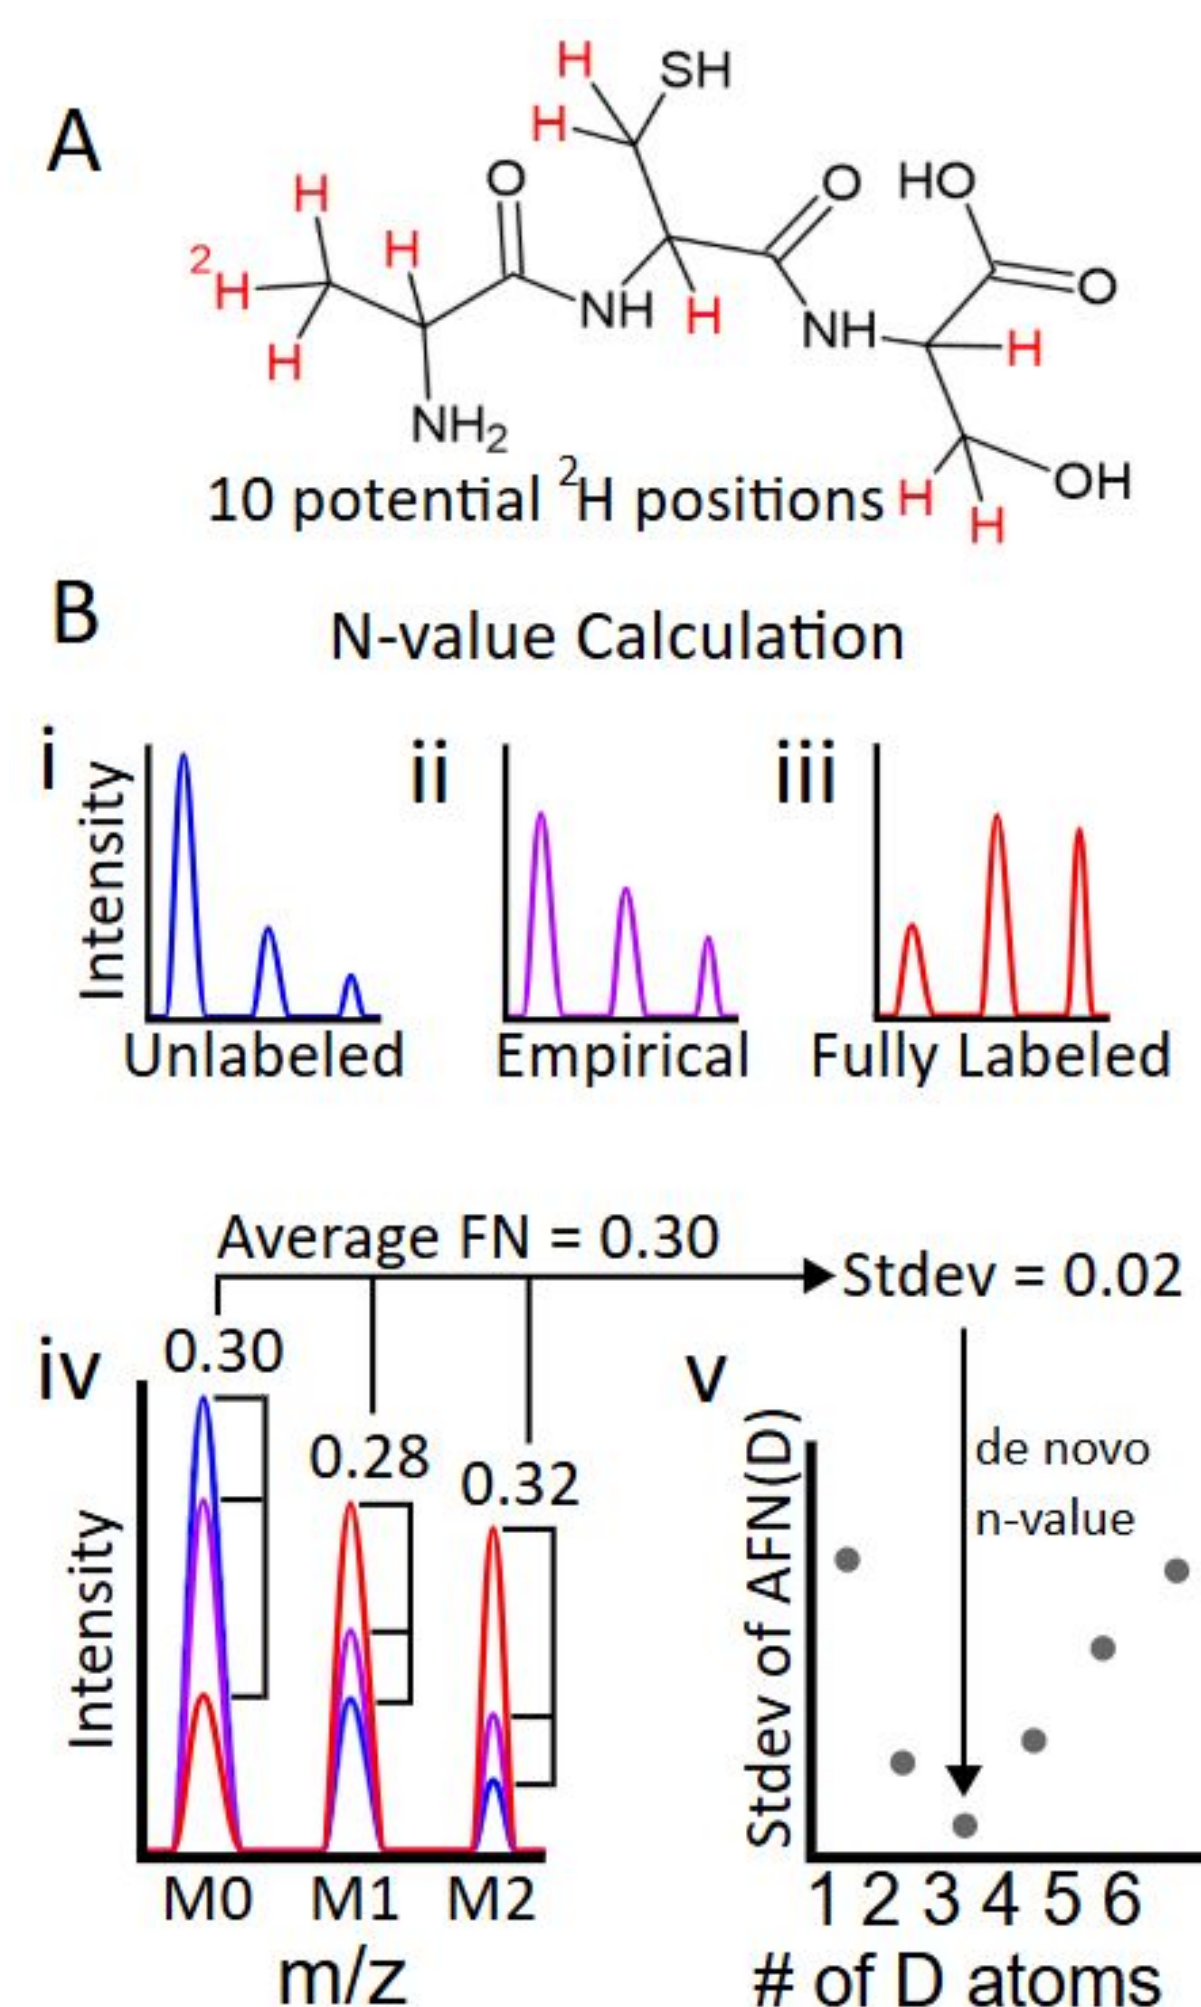 A
H
SH
H
H
O
O
HO
H
²H
O
NH
H
NH
H
H
NH₂
OH
10 potential ²H positions
H
H
B
N-value Calculation
i
ii
iii
Intensity
Unlabeled
Empirical
Fully Labeled
Average FN = 0.30
Stdev = 0.02
iv
0.30
0.28
0.32
v
de novo
n-value
Intensity
Stdev of AFN(D)
M0 M1 M2
1 2 3 4 5 6
m/z
# of D atoms